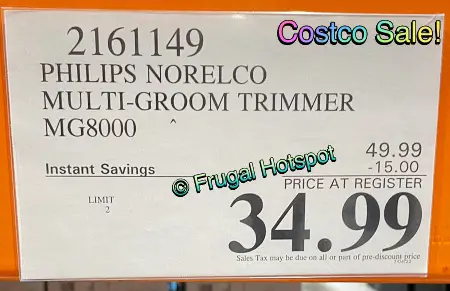 Costco Sale!
2161149
PHILIPS NORELCO
MULTI-GROOM TRIMMER
MG8000 ^
49.99
Instant Savings -15.00
© Frugal Hotspot
PRICE AT REGISTER
LIMIT
2
34.99
Sales Tax may be due on all or part of pre-discount price